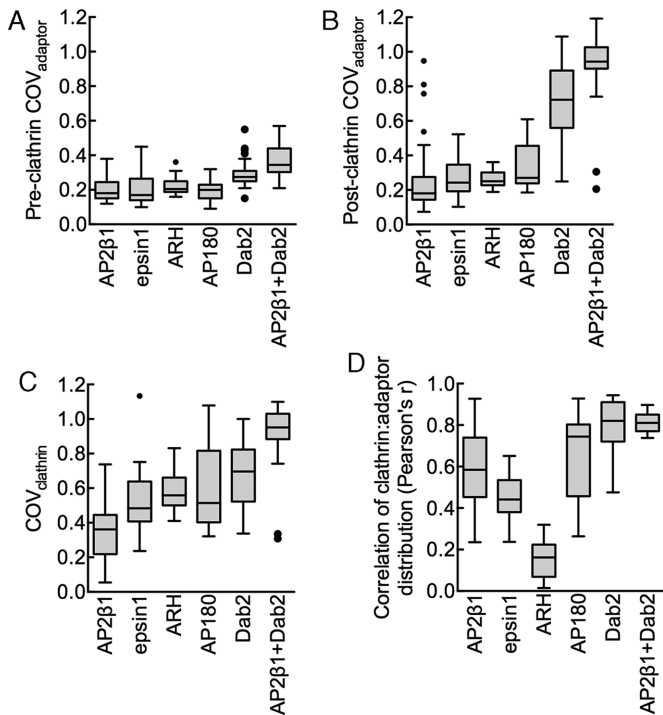 A
Pre-clathrin COVadaptor
1.2
1.0
0.8
0.6
0.4
0.2
0.0
AP2β1
epsin1
ARH
AP180
Dab2
AP2β1+Dab2
B
Post-clathrin COVadaptor
1.2
1.0
0.8
0.6
0.4
0.2
0.0
AP2β1
epsin1
ARH
AP180
Dab2
AP2β1+Dab2
C
COVclathrin
1.2
1.0
0.8
0.6
0.4
0.2
0.0
AP2β1
epsin1
ARH
AP180
Dab2
AP2β1+Dab2
D
Correlation of clathrin:adaptor
distribution (Pearson's r)
1.0
0.8
0.6
0.4
0.2
0.0
AP2β1
epsin1
ARH
AP180
Dab2
AP2β1+Dab2